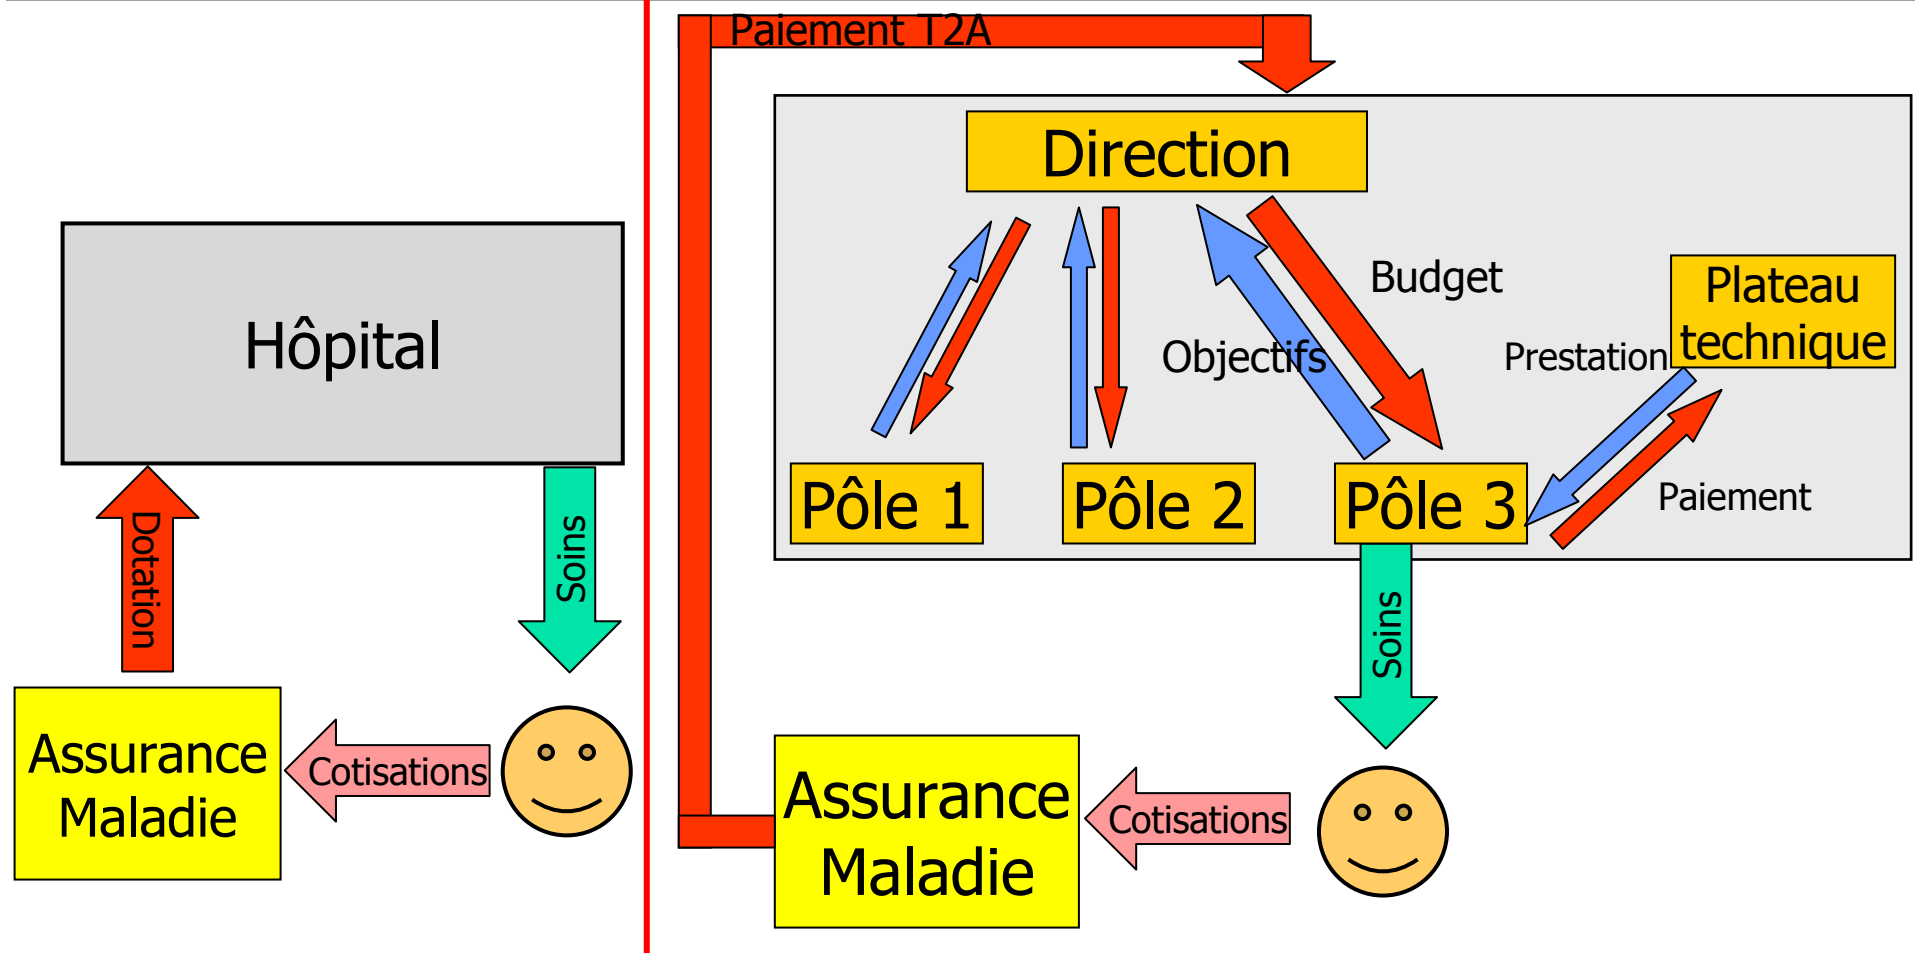 Hôpital
Dotation
Soins
Assurance
Maladie
Cotisations
Paiement T2A
Direction
Budget
Objectifs
Plateau
technique
Prestation
Paiement
Pôle 1
Pôle 2
Pôle 3
Soins
Assurance
Maladie
Cotisations